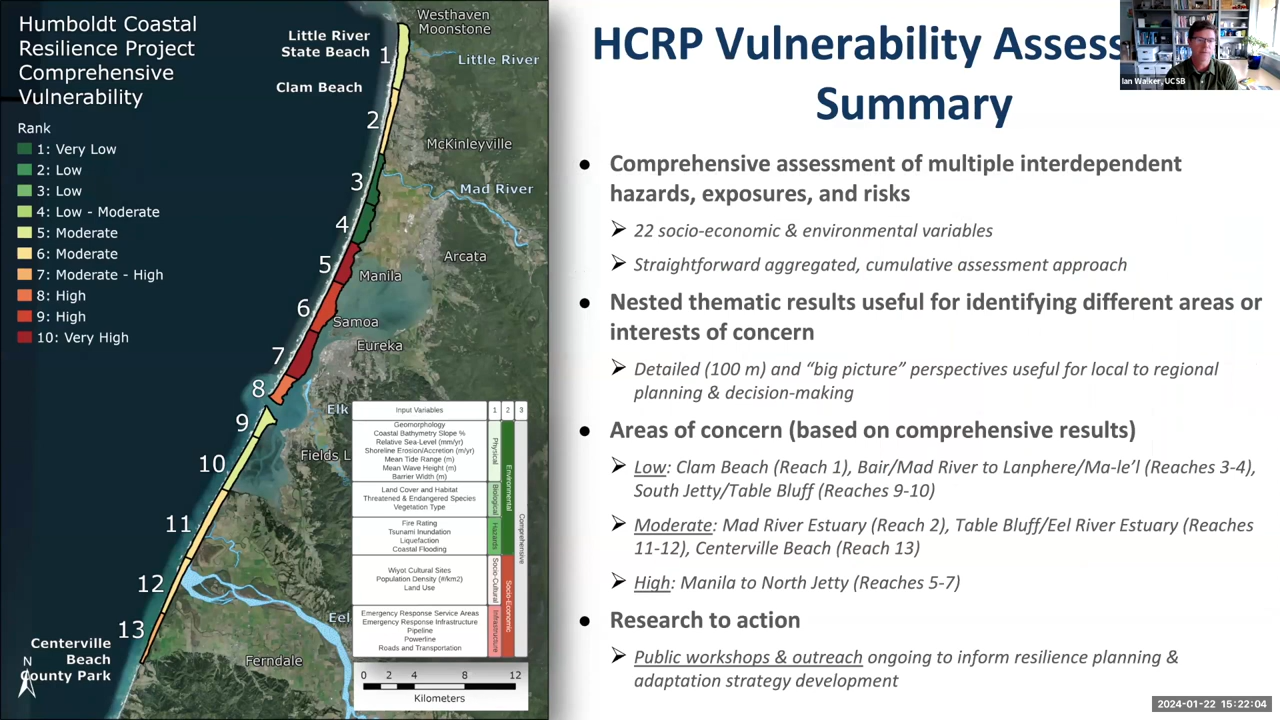 Humboldt Coastal
Resilience Project
Comprehensive
Vulnerability
Rank
1: Very Low
2: Low
3: Low
4: Low - Moderate
5: Moderate
6: Moderate
7: Moderate - High
8: High
9: High
10: Very High
Westhaven
Moonstone
Little River
State Beach
Little River
Clam Beach
McKinleyville
Mad River
Arcata
Manila
Samoa
Eureka
Elk
Fields L
Eel
Ferndale
Centerville
Beach
County Park
1
2
3
4
5
6
7
8
9
10
11
12
13
N
Input Variables 1 2 3
Geomorphology
Coastal Bathymetry Slope %
Relative Sea-Level (mm/yr)
Shoreline Erosion/Accretion (m/yr)
Mean Tide Range (m)
Mean Wave Height (m)
Barrier Width (m)
Physical
Land Cover and Habitat
Threatened & Endangered Species
Vegetation Type
Biological
Fire Rating
Tsunami Inundation
Liquefaction
Coastal Flooding
Hazards
Environmental
Wiyot Cultural Sites
Population Density (#/km2)
Land Use
Socio-Cultural
Emergency Response Service Areas
Emergency Response Infrastructure
Pipeline
Powerline
Roads and Transportation
Infrastructure
Socio-Economic
Comprehensive
0 2 4 8 12
Kilometers
HCRP Vulnerability Assess
Summary
Ian Walker, UCSB
● Comprehensive assessment of multiple interdependent
hazards, exposures, and risks
➢ 22 socio-economic & environmental variables
➢ Straightforward aggregated, cumulative assessment approach
● Nested thematic results useful for identifying different areas or
interests of concern
➢ Detailed (100 m) and “big picture” perspectives useful for local to regional
planning & decision-making
● Areas of concern (based on comprehensive results)
➢ Low: Clam Beach (Reach 1), Bair/Mad River to Lanphere/Ma-le’l (Reaches 3-4),
South Jetty/Table Bluff (Reaches 9-10)
➢ Moderate: Mad River Estuary (Reach 2), Table Bluff/Eel River Estuary (Reaches
11-12), Centerville Beach (Reach 13)
➢ High: Manila to North Jetty (Reaches 5-7)
● Research to action
➢ Public workshops & outreach ongoing to inform resilience planning &
adaptation strategy development
2024-01-22 15:22:04